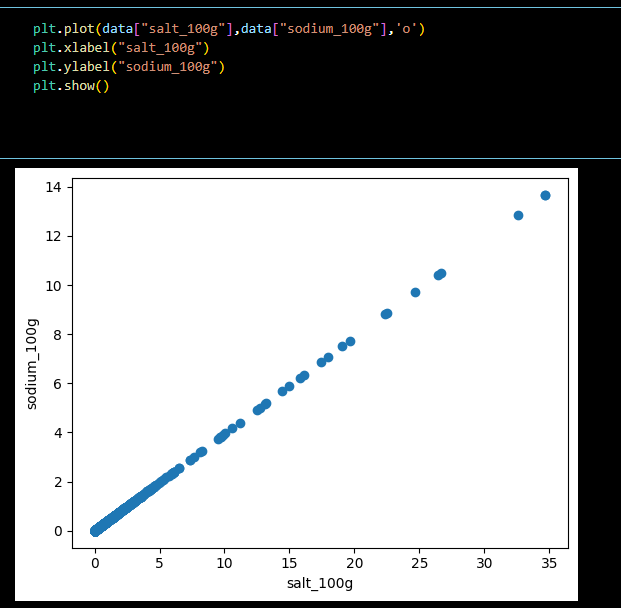 plt.plot(data["salt_100g"],data["sodium_100g"],'o')
plt.xlabel("salt_100g")
plt.ylabel("sodium_100g")
plt.show()
14
12
10
8
6
4
2
0
sodium_100g
0 5 10 15 20 25 30 35
salt_100g